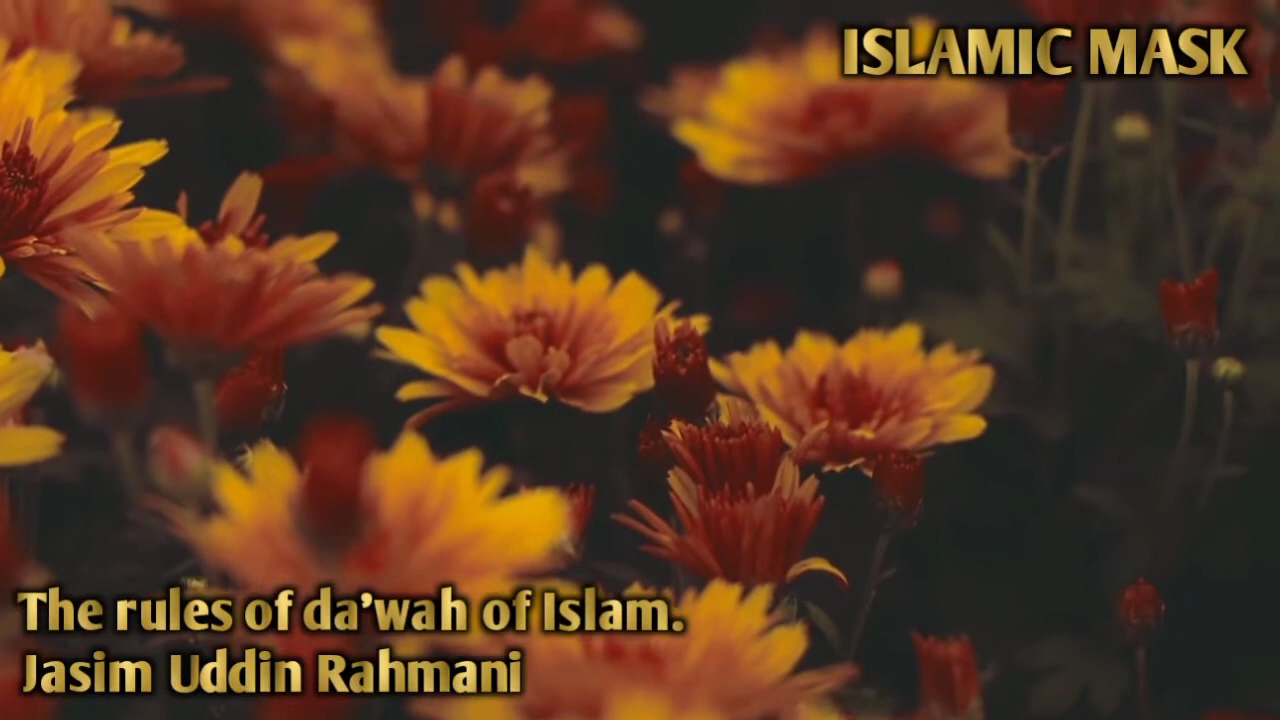 ISLAMIC MASK
The rules of da'wah of Islam.
Jasim Uddin Rahmani